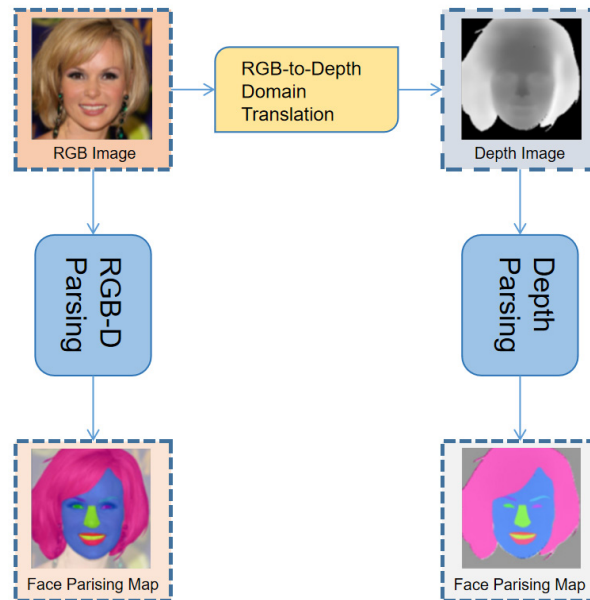 RGB-to-Depth
Domain
Translation
RGB Image
Depth Image
RGB-D
Parsing
Depth
Parsing
Face Parising Map
Face Parising Map